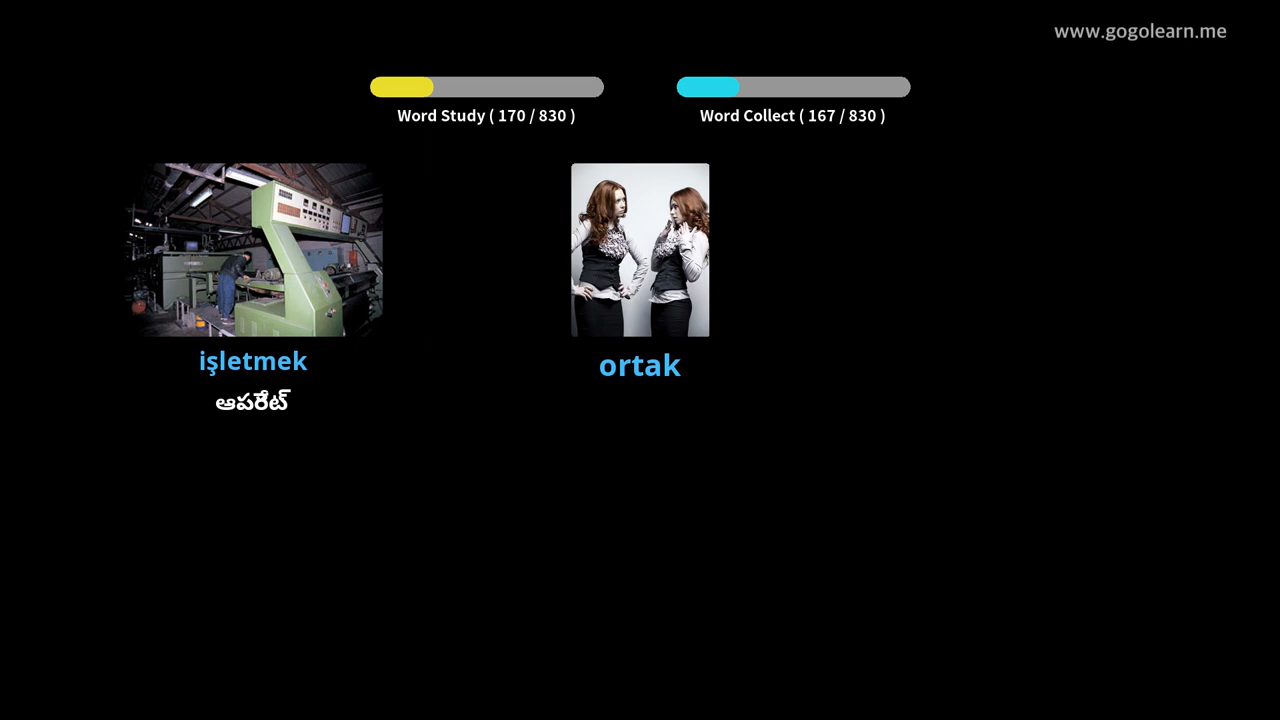 www.gogolearn.me
Word Study ( 170 / 830 )
Word Collect ( 167 / 830 )
işletmek
ఆపరేట్
ortak